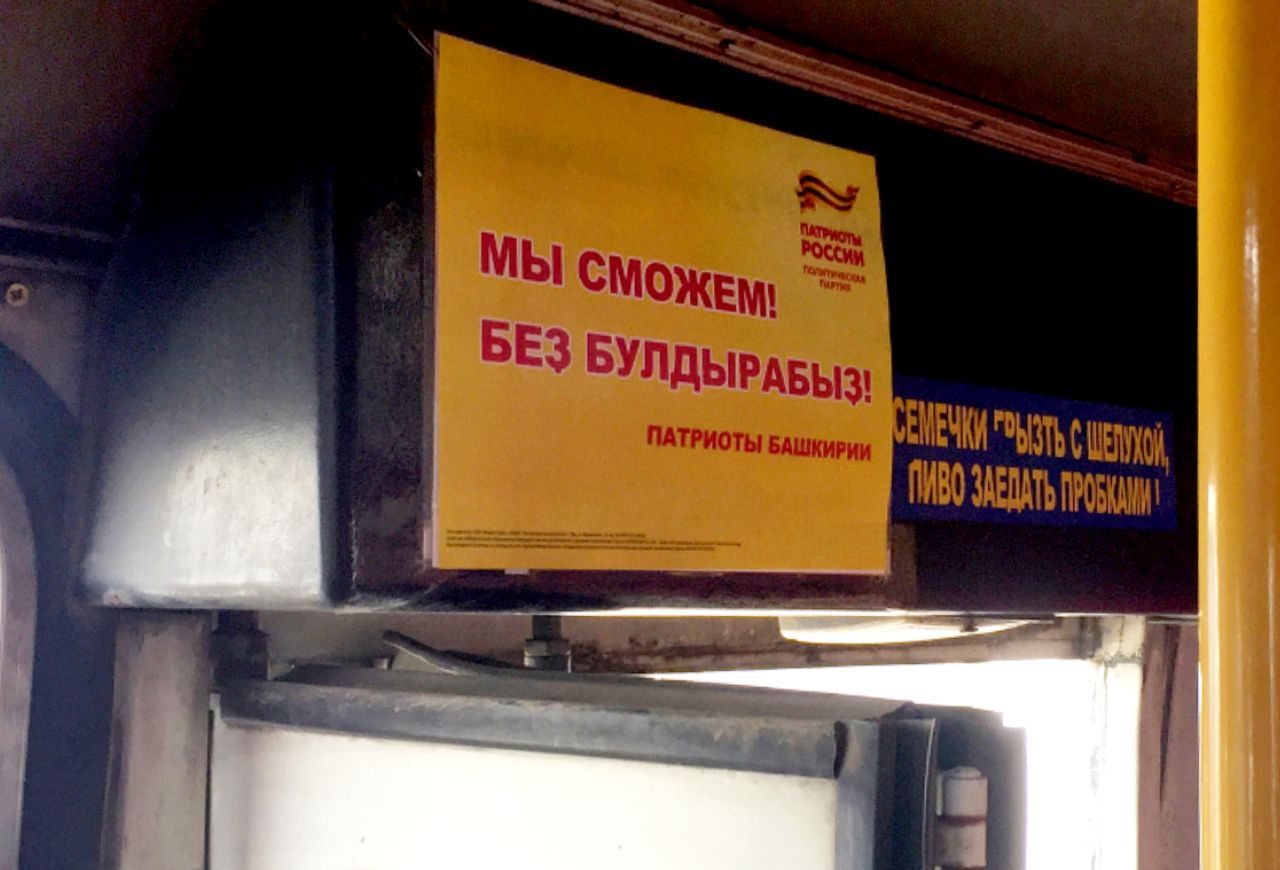 ПАТРИОТЫ
РОССИИ
ПОЛИТИЧЕСКАЯ
ПАРТИЯ
МЫ СМОЖЕМ!
БЕҘ БУЛДЫРАБЫҘ!
ПАТРИОТЫ БАШКИРИИ
СЕМЕЧКИ ГРЫЗТЬ С ШЕЛУХОЙ,
ПИВО ЗАЕДАТЬ ПРОБКАМИ !